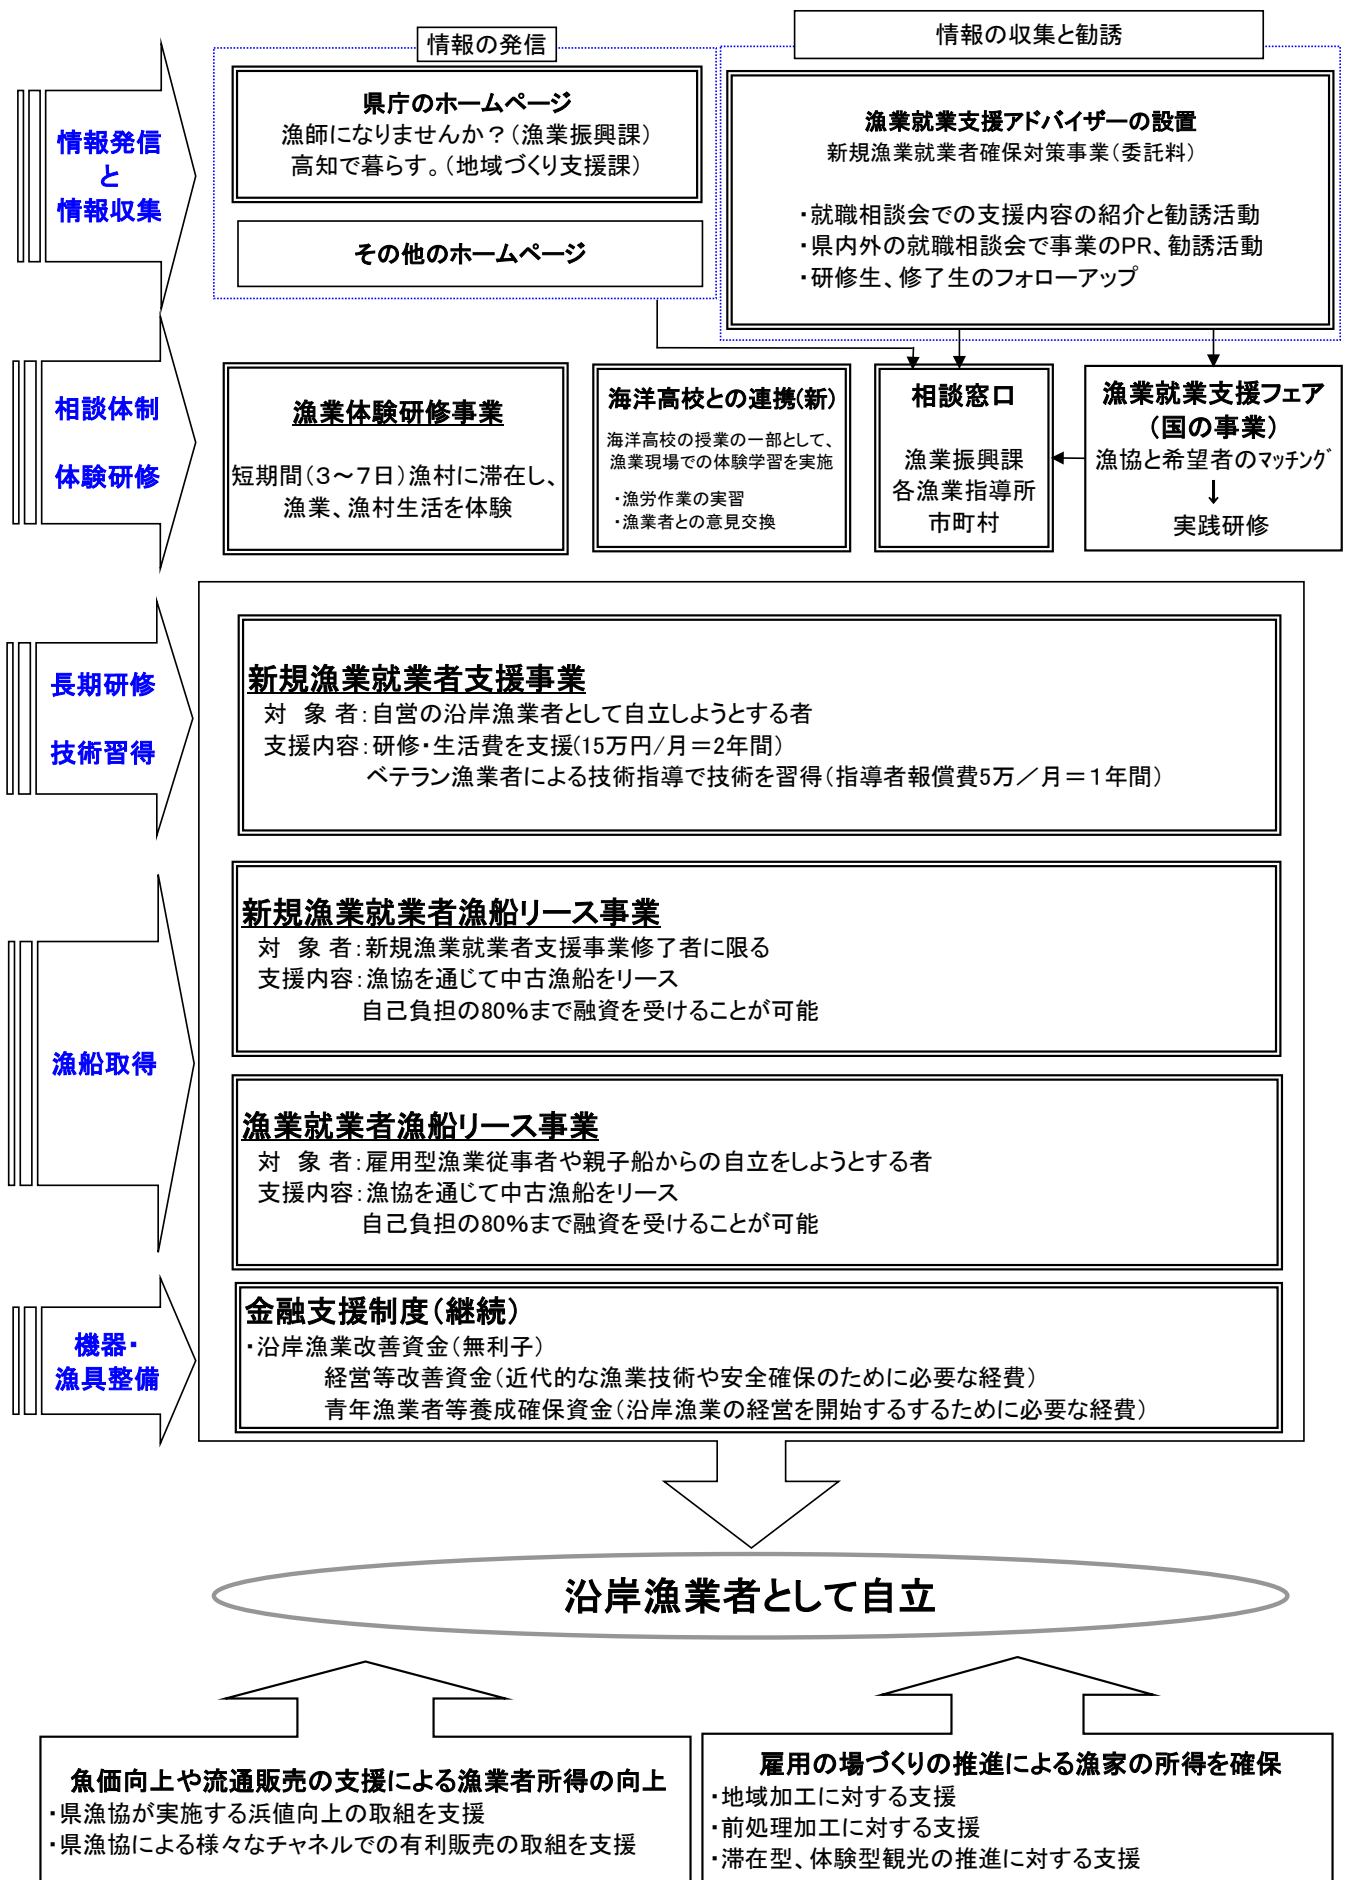 情報の発信
情報の収集と勧誘
情報発信
と
情報収集
県庁のホームページ
漁師になりませんか？（漁業振興課）
高知で暮らす。（地域づくり支援課）
その他のホームページ
漁業就業支援アドバイザーの設置
新規漁業就業者確保対策事業（委託料）
・就職相談会での支援内容の紹介と勧誘活動
・県内外の就職相談会で事業のPR、勧誘活動
・研修生、修了生のフォローアップ
相談体制
体験研修
漁業体験研修事業
短期間（３～７日）漁村に滞在し、
漁業、漁村生活を体験
海洋高校との連携(新)
海洋高校の授業の一部として、
漁業現場での体験学習を実施
・漁労作業の実習
・漁業者との意見交換
相談窓口
漁業振興課
各漁業指導所
市町村
漁業就業支援フェア
（国の事業）
漁協と希望者のﾏｯﾁﾝｸﾞ
↓
実践研修
長期研修
技術習得
新規漁業就業者支援事業
対　象 者：自営の沿岸漁業者として自立しようとする者
支援内容：研修・生活費を支援(15万円/月＝2年間）
ベテラン漁業者による技術指導で技術を習得（指導者報償費5万／月＝１年間）
漁船取得
新規漁業就業者漁船リース事業
対　象 者：新規漁業就業者支援事業修了者に限る
支援内容：漁協を通じて中古漁船をリース
自己負担の80%まで融資を受けることが可能
漁業就業者漁船リース事業
対　象 者：雇用型漁業従事者や親子船からの自立をしようとする者
支援内容：漁協を通じて中古漁船をリース
自己負担の80%まで融資を受けることが可能
機器・
漁具整備
金融支援制度（継続）
・沿岸漁業改善資金（無利子）
経営等改善資金（近代的な漁業技術や安全確保のために必要な経費）
青年漁業者等養成確保資金（沿岸漁業の経営を開始するするために必要な経費）
沿岸漁業者として自立
魚価向上や流通販売の支援による漁業者所得の向上
・県漁協が実施する浜値向上の取組を支援
・県漁協による様々なチャネルでの有利販売の取組を支援
雇用の場づくりの推進による漁家の所得を確保
・地域加工に対する支援
・前処理加工に対する支援
・滞在型、体験型観光の推進に対する支援